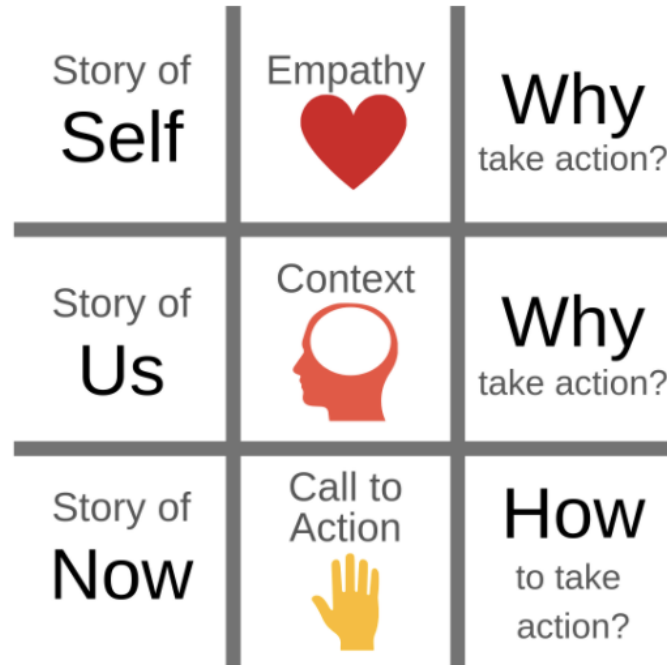 Story of
Self
Empathy
Why
take action?
Story of
Us
Context
Why
take action?
Story of
Now
Call to
Action
How
to take
action?